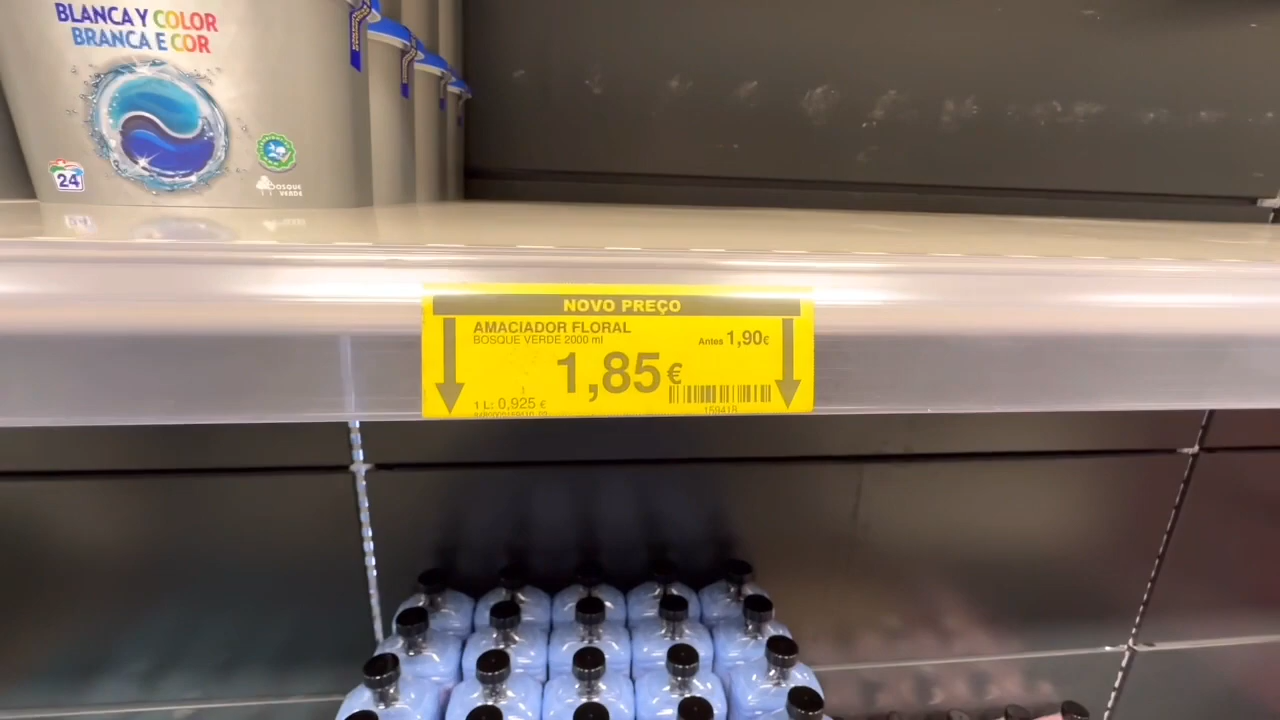 BLANCA Y COLOR
BRANCA E COR
24
BOSQUE
VERDE
NOVO PREÇO
AMACIADOR FLORAL
BOSQUE VERDE 2000 ml
Antes 1,90€
1,85€
1 L: 0,925 €
159418